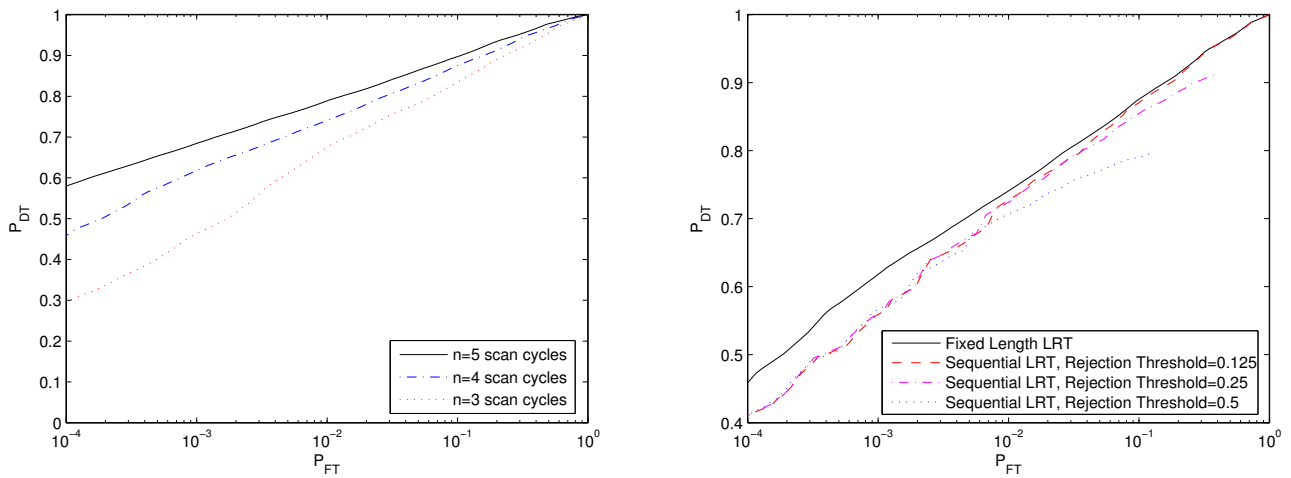 1
0.9
0.8
0.7
0.6
0.5
0.4
0.3
0.2
0.1
0
P_DT
10^-4
10^-3
10^-2
10^-1
10^0
P_FT
n=5 scan cycles
n=4 scan cycles
n=3 scan cycles
1
0.9
0.8
0.7
0.6
0.5
0.4
P_DT
10^-4
10^-3
10^-2
10^-1
10^0
P_FT
Fixed Length LRT
Sequential LRT, Rejection Threshold=0.125
Sequential LRT, Rejection Threshold=0.25
Sequential LRT, Rejection Threshold=0.5